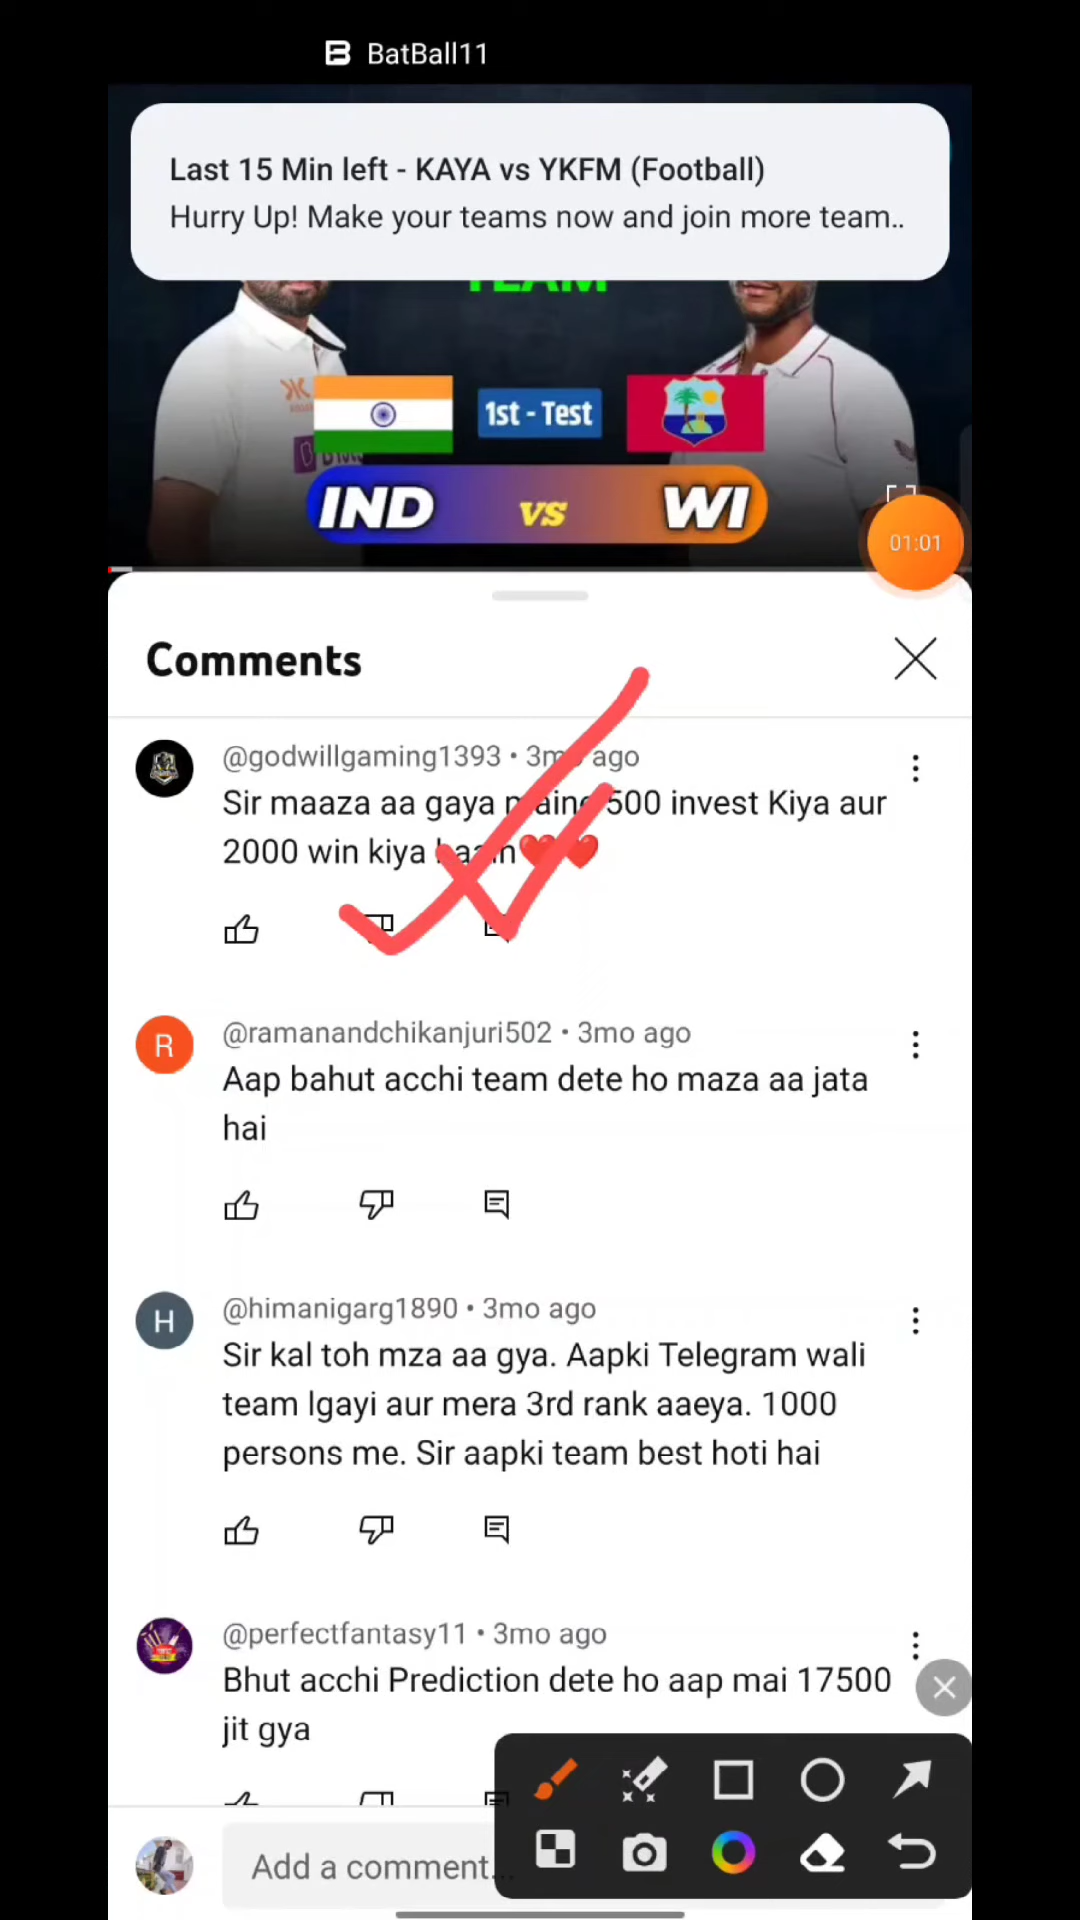 BatBall11
Last 15 Min left - KAYA vs YKFM (Football)
Hurry Up! Make your teams now and join more team..
TEAM
1st - Test
IND vs WI
01:01
Comments
@godwillgaming1393 • 3mo ago
Sir maaza aa gaya maine 500 invest Kiya aur
2000 win kiya haain❤️❤️
R
@ramanandchikanjuri502 • 3mo ago
Aap bahut acchi team dete ho maza aa jata
hai
H
@himanigarg1890 • 3mo ago
Sir kal toh mza aa gya. Aapki Telegram wali
team lgayi aur mera 3rd rank aaeya. 1000
persons me. Sir aapki team best hoti hai
@perfectfantasy11 • 3mo ago
Bhut acchi Prediction dete ho aap mai 17500
jit gya
Add a comment...